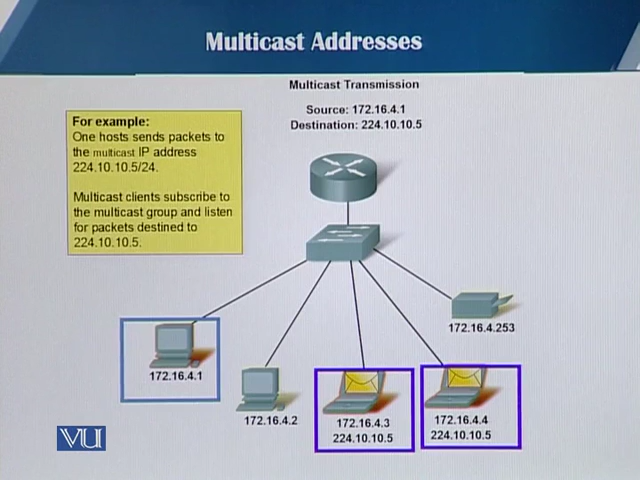 Multicast Addresses
Multicast Transmission
Source: 172.16.4.1
Destination: 224.10.10.5
For example:
One hosts sends packets to
the multicast IP address
224.10.10.5/24.
Multicast clients subscribe to
the multicast group and listen
for packets destined to
224.10.10.5.
172.16.4.253
172.16.4.1
172.16.4.2
172.16.4.3
224.10.10.5
172.16.4.4
224.10.10.5
VU